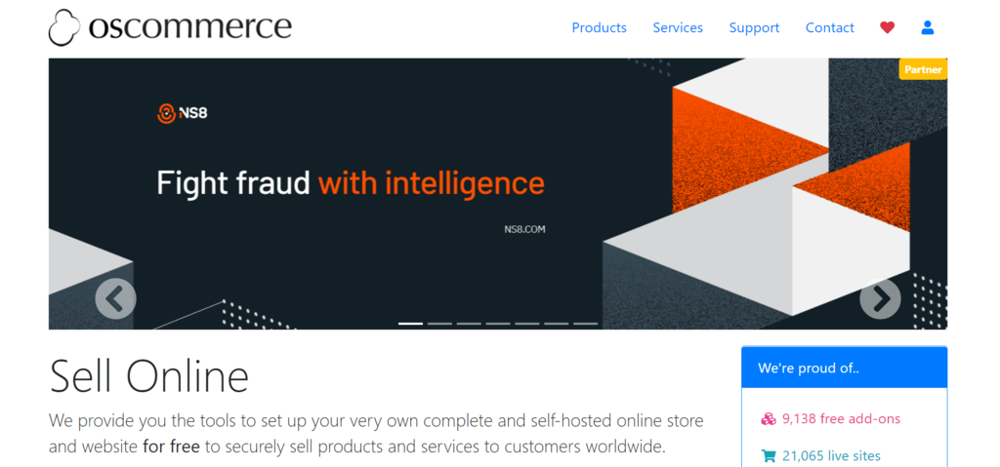 oscommerce
Products Services Support Contact
Partner
NS8
Fight fraud with intelligence
NS8.COM
Sell Online
We provide you the tools to set up your very own complete and self-hosted online store
and website for free to securely sell products and services to customers worldwide.
We're proud of..
9,138 free add-ons
21,065 live sites